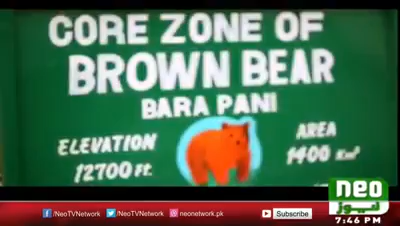 CORE ZONE OF
BROWN BEAR
BARA PANI
ELEVATION
12700 Ft.
AREA
1400 Km²
neo
نیوز
/NeoTVNetwork
/NeoTVNetwork
neonetwork.pk
Subscribe
7:46 PM